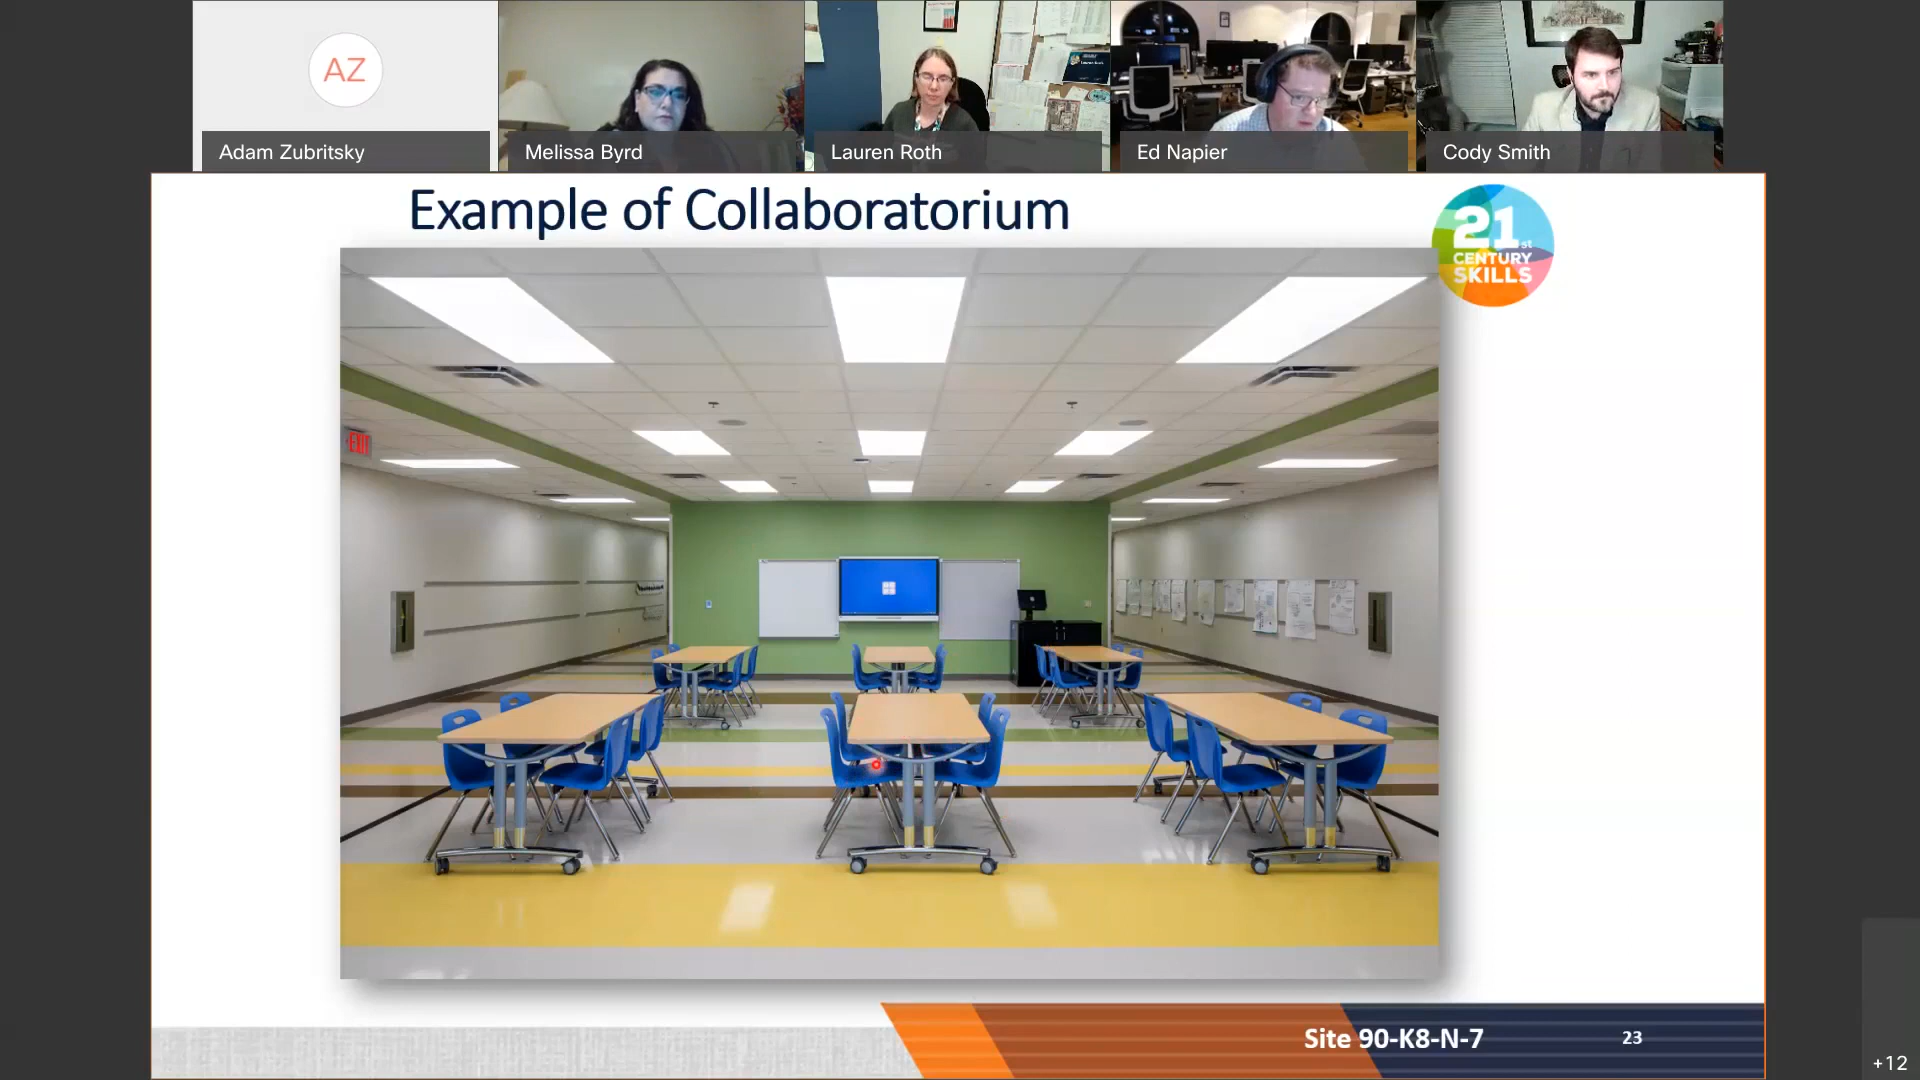 AZ
Adam Zubritsky
Melissa Byrd
Lauren Roth
Ed Napier
Cody Smith
Example of Collaboratorium
21st
CENTURY
SKILLS
EXIT
Site 90-K8-N-7
23
+12